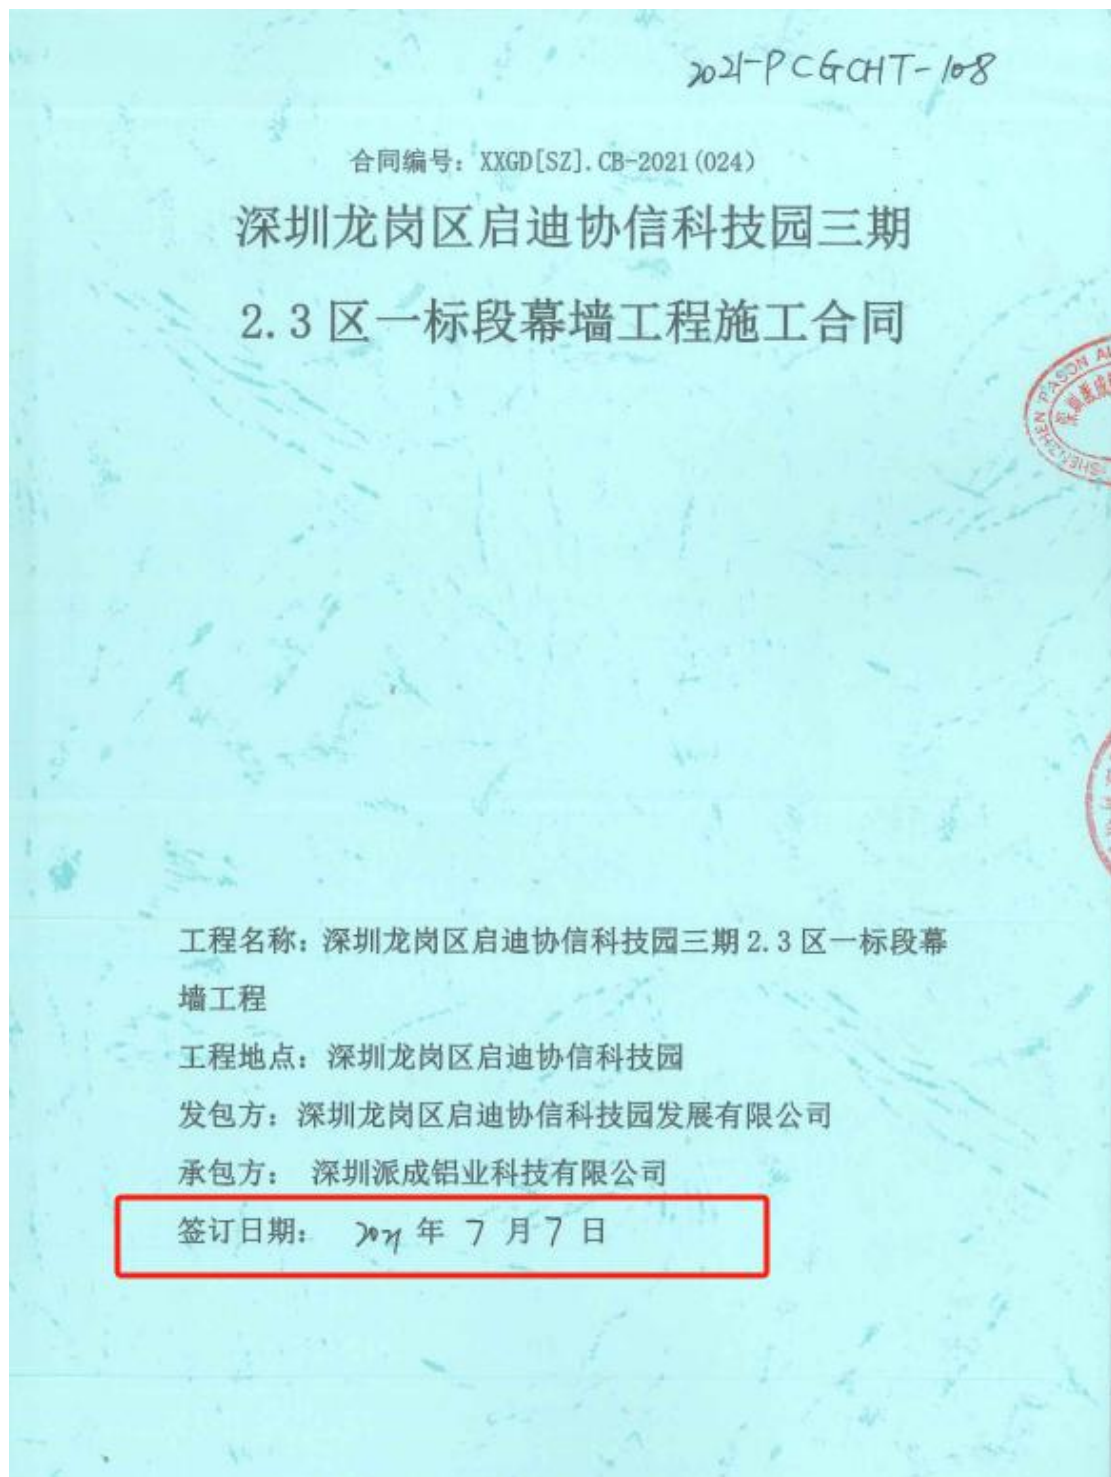 2021-PCGCHT-108
合同编号：XXGD[SZ].CB-2021(024)
深圳龙岗区启迪协信科技园三期
2.3区一标段幕墙工程施工合同
SHENZHEN PASON
工程名称：深圳龙岗区启迪协信科技园三期2.3区一标段幕
墙工程
工程地点：深圳龙岗区启迪协信科技园
发包方：深圳龙岗区启迪协信科技园发展有限公司
承包方： 深圳派成铝业科技有限公司
签订日期： 2021年7月7日